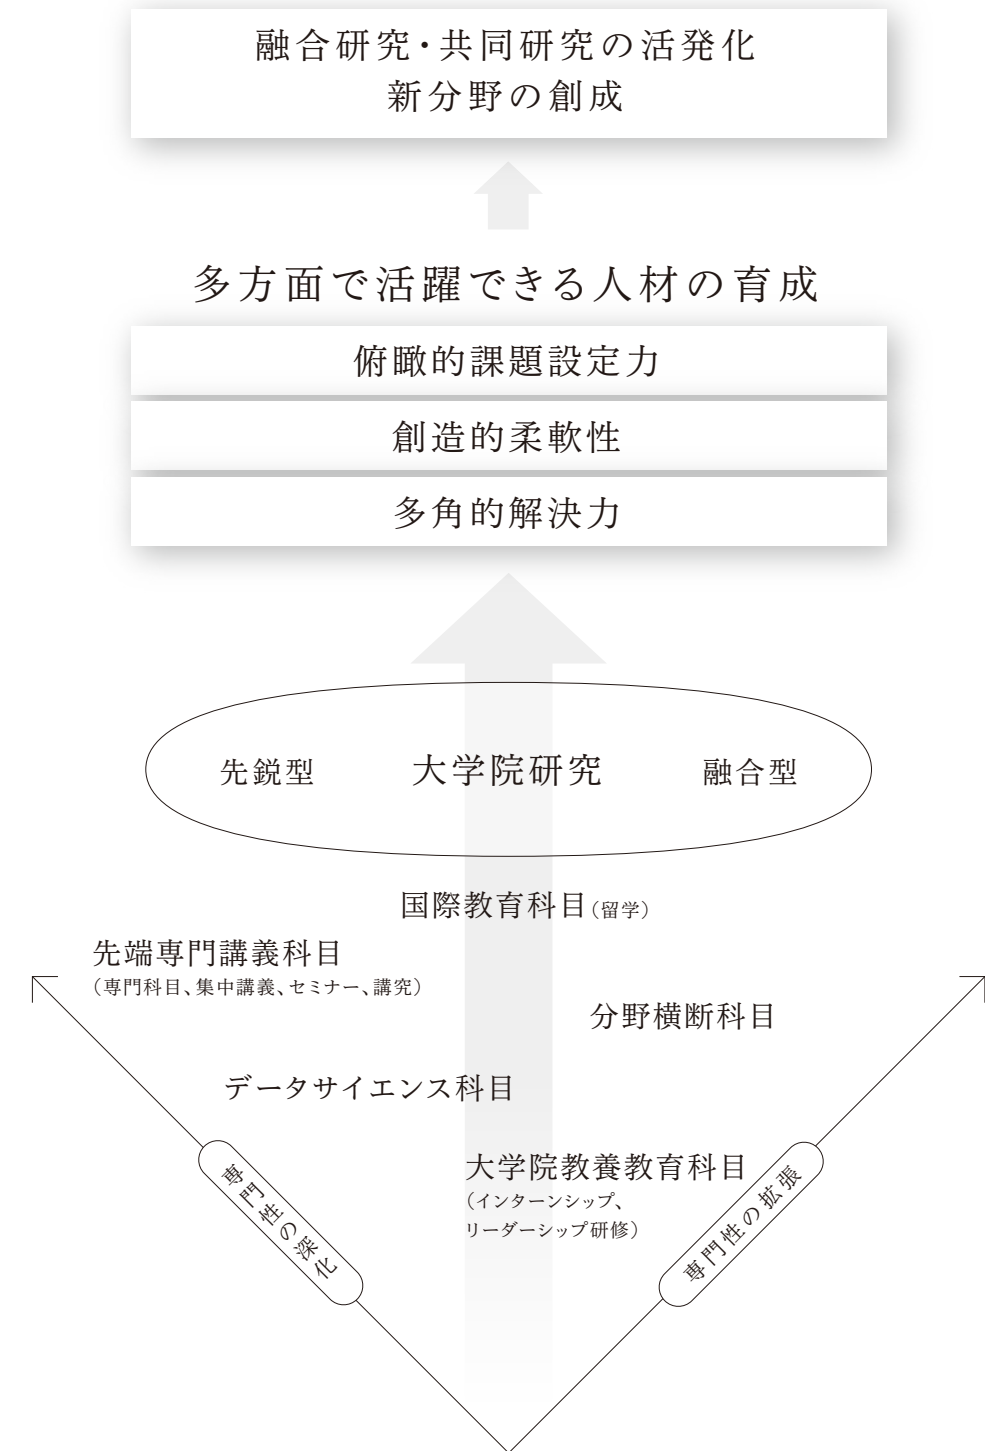 融合研究・共同研究の活発化
新分野の創成
多方面で活躍できる人材の育成
俯瞰的課題設定力
創造的柔軟性
多角的解決力
先鋭型 大学院研究 融合型
国際教育科目（留学）
先端専門講義科目
（専門科目、集中講義、セミナー、講究）
分野横断科目
データサイエンス科目
大学院教養教育科目
（インターンシップ、
リーダーシップ研修）
専門性の深化
専門性の拡張